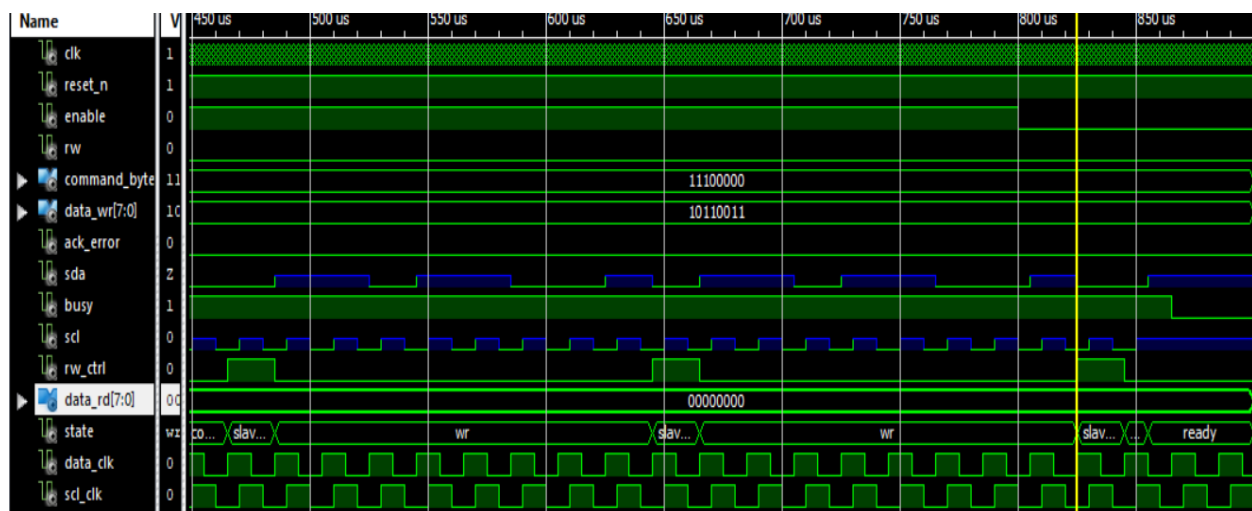 Name V 450 us 500 us 550 us 600 us 650 us 700 us 750 us 800 us 850 us
clk 1
reset_n 1
enable 0
rw 0
command_byte 11 11100000
data_wr[7:0] 10110011
ack_error 0
sda Z
busy 1
scl 0
rw_ctrl 0
data_rd[7:0] 00000000
state wr co... slav... wr slav... wr slav... ... ready
data_clk 0
scl_clk 0